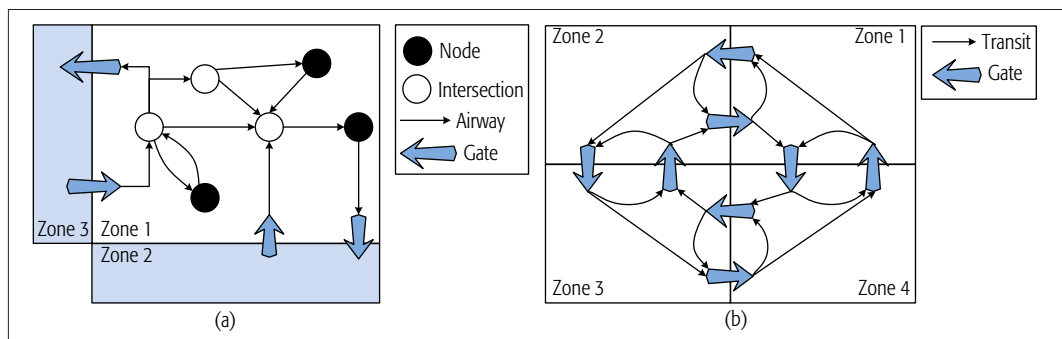 Node
Intersection
Airway
Gate
Zone 3
Zone 1
Zone 2
(a)
Zone 2
Zone 1
Zone 3
Zone 4
Transit
Gate
(b)